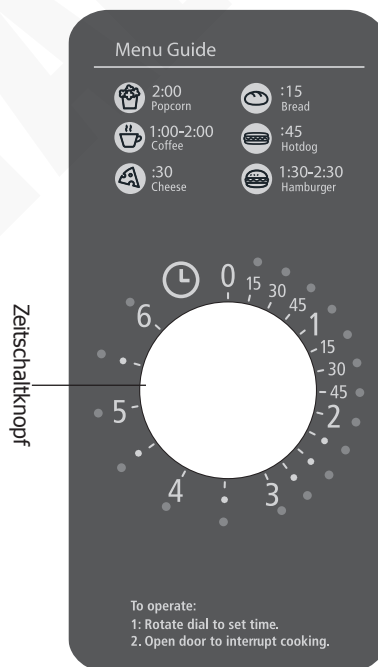 Menu Guide
2:00
Popcorn
:15
Bread
1:00-2:00
Coffee
:45
Hotdog
:30
Cheese
1:30-2:30
Hamburger
0
15
30
45
1
15
30
45
2
3
4
5
6
Zeitschaltknopf
To operate:
1: Rotate dial to set time.
2. Open door to interrupt cooking.